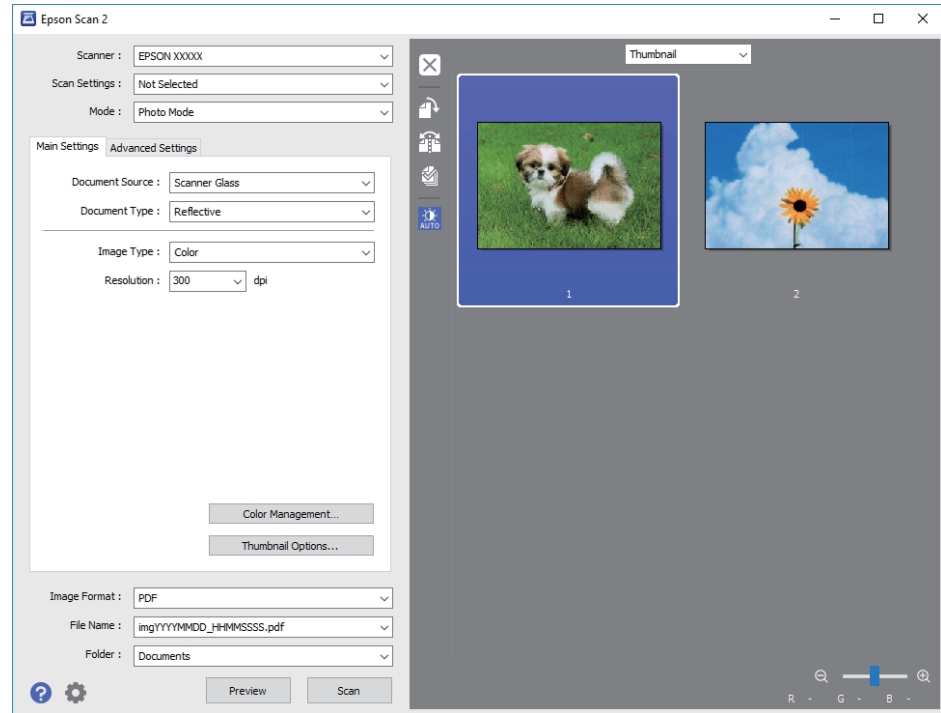 Epson Scan 2
Scanner : EPSON XXXXX
Scan Settings : Not Selected
Mode : Photo Mode
Main Settings Advanced Settings
Document Source : Scanner Glass
Document Type : Reflective
Image Type : Color
Resolution : 300 dpi
Color Management...
Thumbnail Options...
Image Format : PDF
File Name : imgYYYYMMDD_HHMMSSSS.pdf
Folder : Documents
? Preview Scan
Thumbnail
AUTO
1 2
R - G - B -